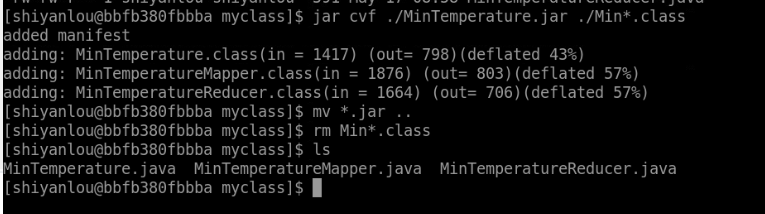 [shiyanlou@bbfb380fbbba myclass]$ jar cvf ./MinTemperature.jar ./Min*.class
added manifest
adding: MinTemperature.class(in = 1417) (out= 798)(deflated 43%)
adding: MinTemperatureMapper.class(in = 1876) (out= 803)(deflated 57%)
adding: MinTemperatureReducer.class(in = 1664) (out= 706)(deflated 57%)
[shiyanlou@bbfb380fbbba myclass]$ mv *.jar ..
[shiyanlou@bbfb380fbbba myclass]$ rm Min*.class
[shiyanlou@bbfb380fbbba myclass]$ ls
MinTemperature.java  MinTemperatureMapper.java  MinTemperatureReducer.java
[shiyanlou@bbfb380fbbba myclass]$